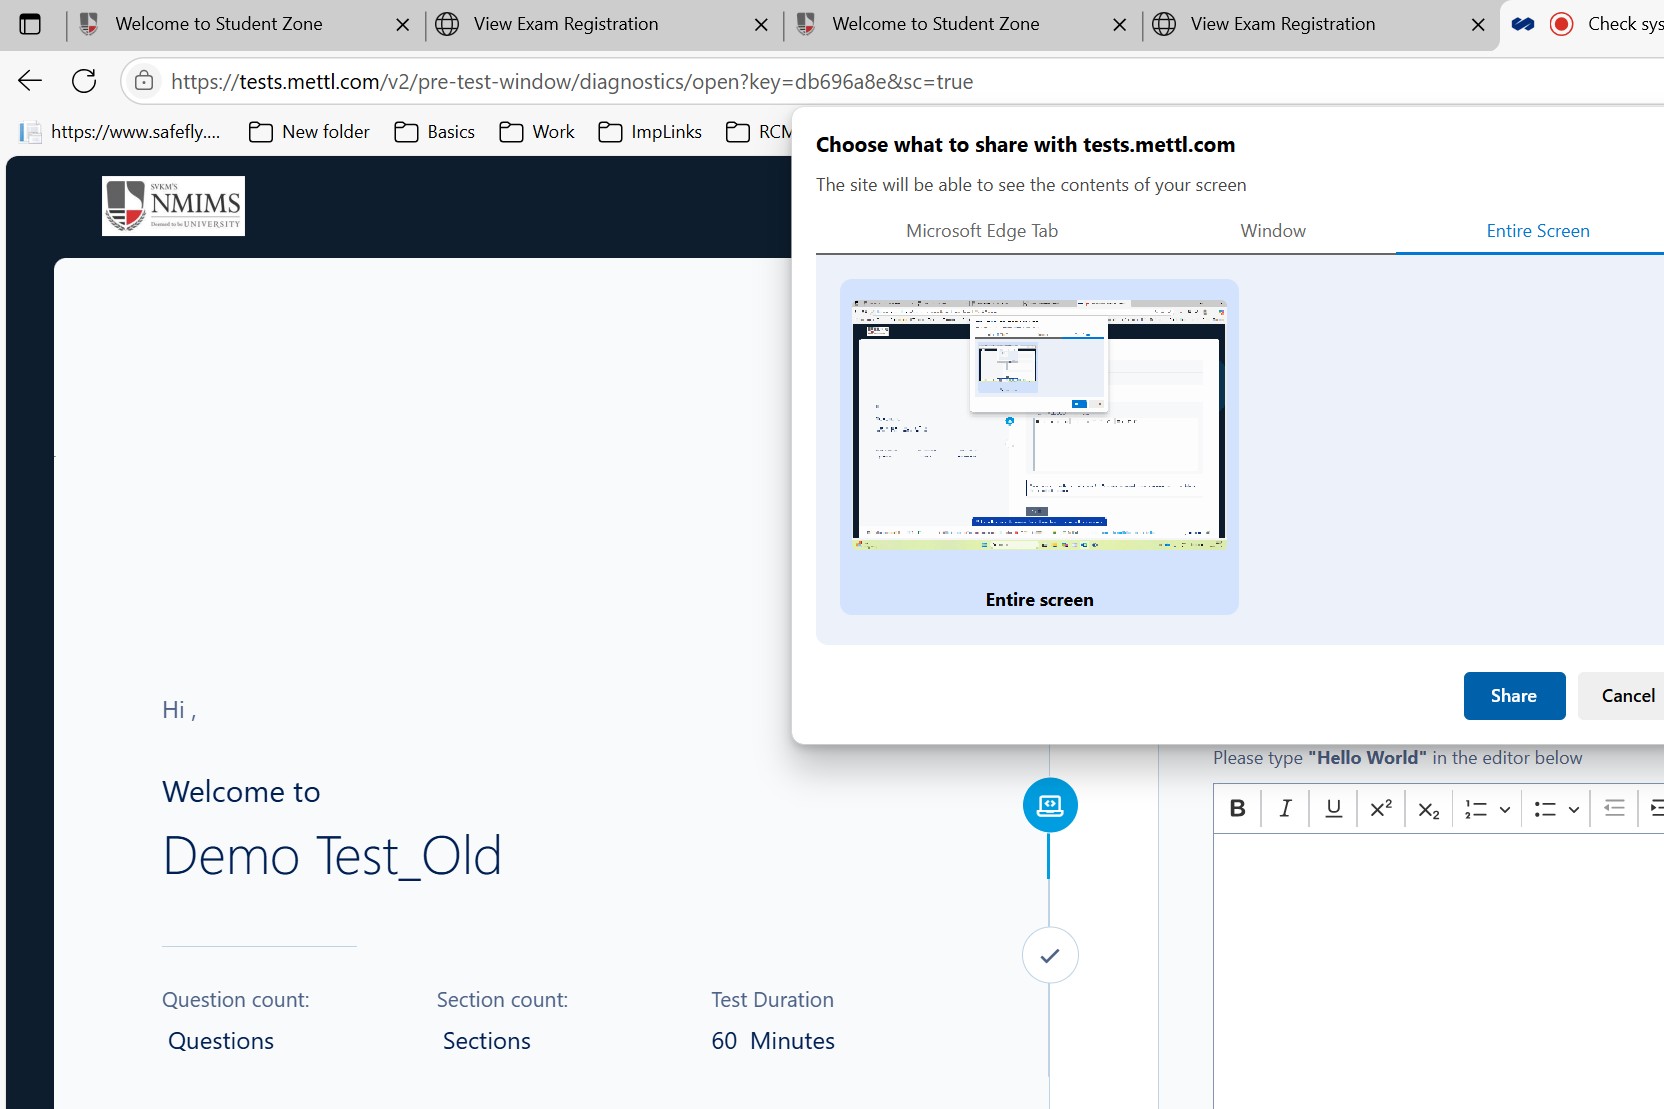 Welcome to Student Zone
View Exam Registration
Welcome to Student Zone
View Exam Registration
Check sys
https://tests.mettl.com/v2/pre-test-window/diagnostics/open?key=db696a8e&sc=true
https://www.safefly....
New folder
Basics
Work
ImpLinks
RCM
SVKM'S
NMIMS
Deemed to be UNIVERSITY
Choose what to share with tests.mettl.com
The site will be able to see the contents of your screen
Microsoft Edge Tab
Window
Entire Screen
Entire screen
Share
Cancel
Hi ,
Welcome to
Demo Test_Old
Question count:
Section count:
Test Duration
Questions
Sections
60 Minutes
Please type "Hello World" in the editor below
B I U X² X₂